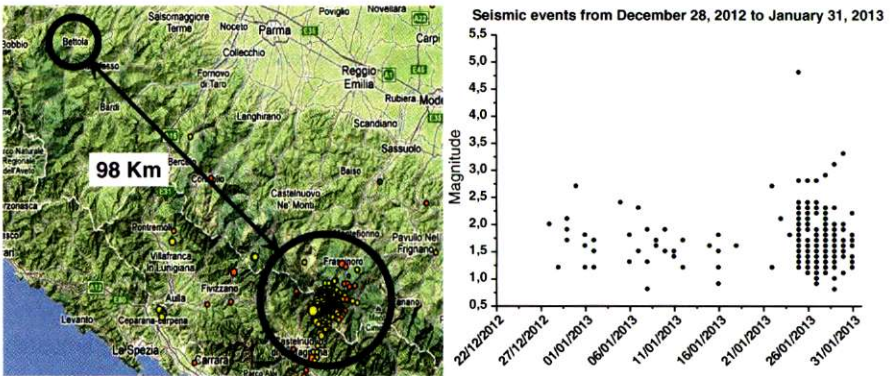 Salsomaggiore
Terme
Noceto
Parma
Poviglio
Novellara
Carpi
Bobbio
Bettola
Collecchio
Reggio
Emilia
Fornovo
di Taro
Rubiera
Mode
Bardi
Langhirano
Scandiano
Sassuolo
98 Km
Baiso
Castelnuovo
Ne' Monti
Pontremoli
Pavullo Nel
Frignano
Villafranca
in Lunigiana
Frassinoro
Fivizzano
Aulla
Levanto
Ceparana-Cerpena
La Spezia
Carrara
Seismic events from December 28, 2012 to January 31, 2013
Magnitude
5,5
5,0
4,5
4,0
3,5
3,0
2,5
2,0
1,5
1,0
0,5
22/12/2012
27/12/2012
01/01/2013
06/01/2013
11/01/2013
16/01/2013
21/01/2013
26/01/2013
31/01/2013